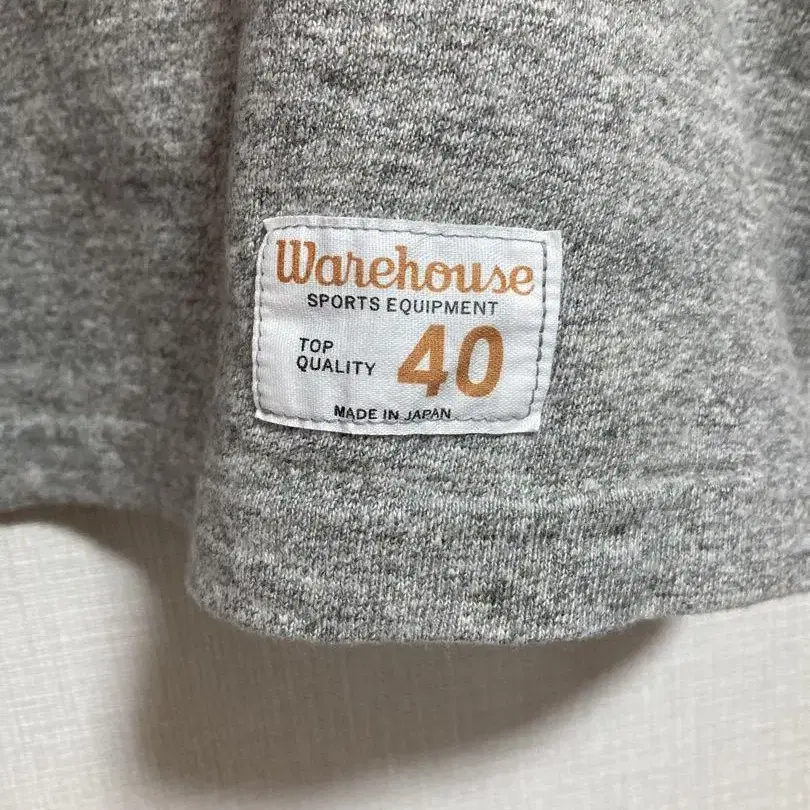 Warehouse
SPORTS EQUIPMENT
TOP
QUALITY
40
MADE IN JAPAN